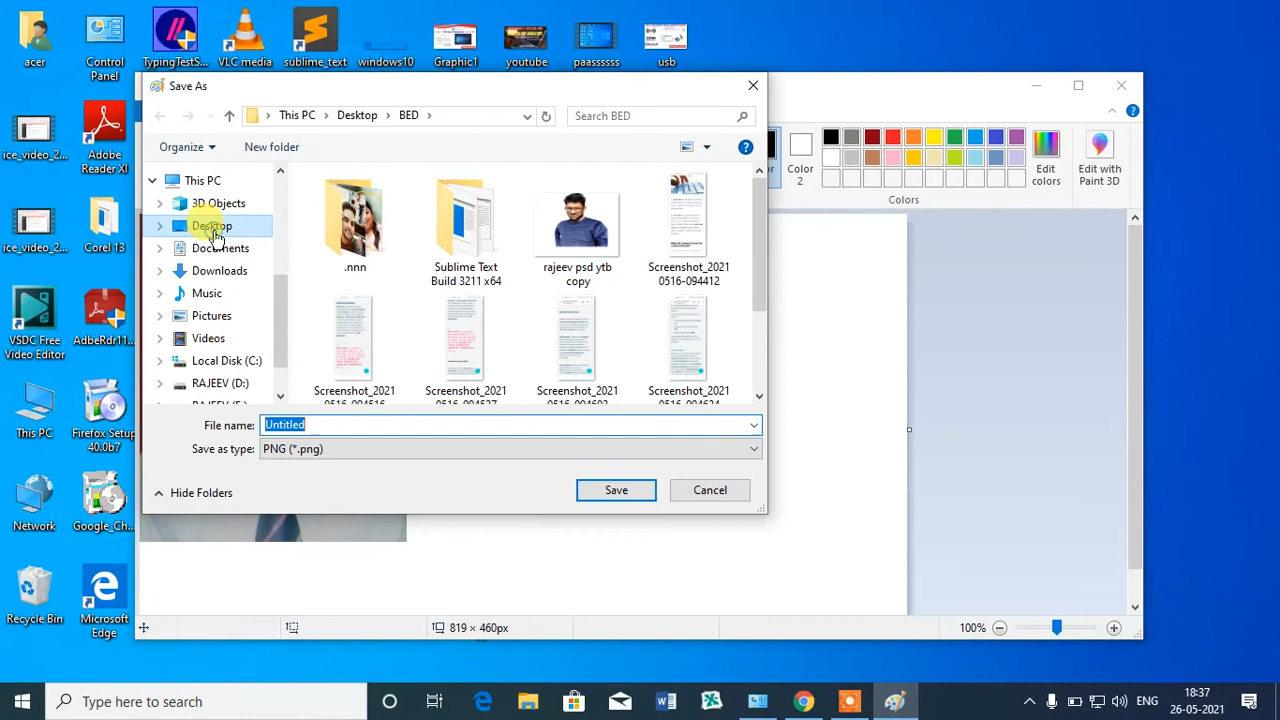 acer
Control
Panel
TypingTestS...
VLC media
sublime_text
windows10
Graphic1
youtube
paassssss
usb
ice_video_2...
Adobe
Reader XI
ice_video_2...
Corel 13
VSDC Free
Video Editor
AdbeRdr11...
This PC
Firefox Setup
40.0b7
Network
Google_Ch...
Recycle Bin
Microsoft
Edge
Save As
This PC
Desktop
BED
Search BED
Organize
New folder
This PC
3D Objects
Desktop
Documents
Downloads
Music
Pictures
Videos
Local Disk (C:)
RAJEEV (D:)
.nnn
Sublime Text
Build 3211 x64
rajeev psd ytb
copy
Screenshot_2021
0516-094412
Screenshot_2021
Screenshot_2021
Screenshot_2021
Screenshot_2021
File name:
Untitled
Save as type:
PNG (*.png)
Hide Folders
Save
Cancel
Color
2
Edit
colors
Edit with
Paint 3D
Colors
819 × 460px
100%
Type here to search
ENG
18:37
26-05-2021